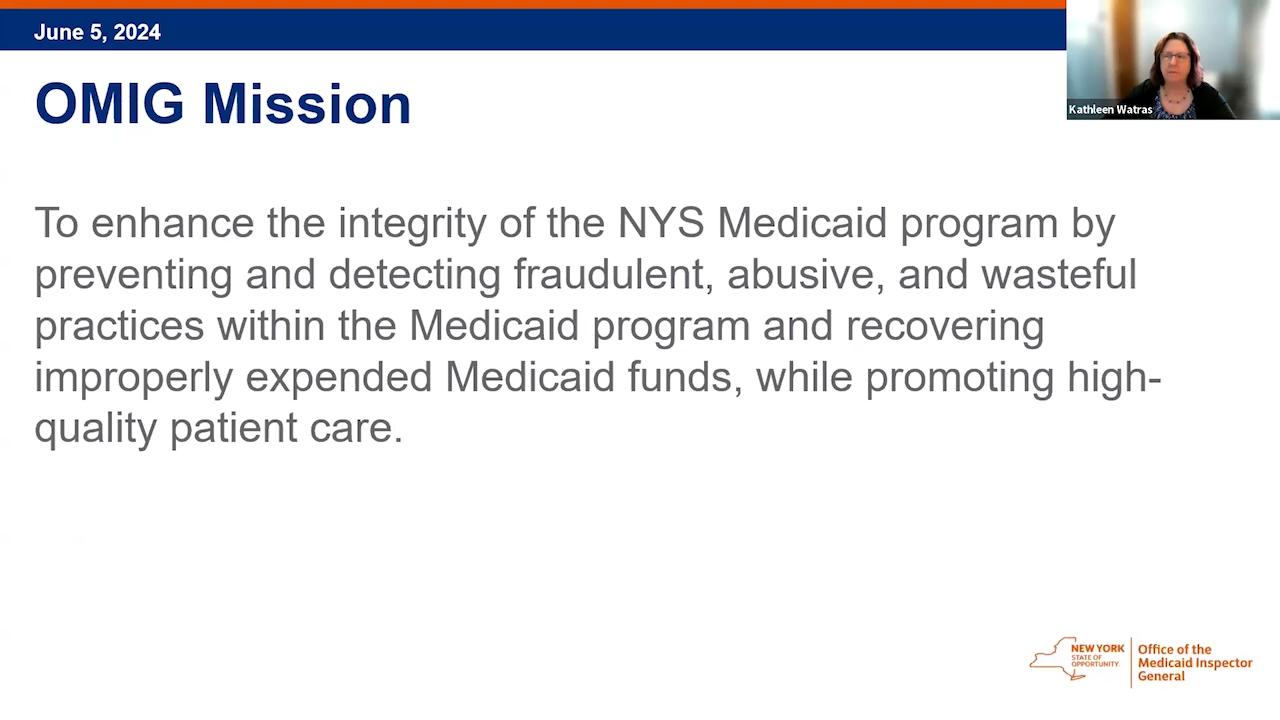 June 5, 2024
Kathleen Watras
OMIG Mission
To enhance the integrity of the NYS Medicaid program by
preventing and detecting fraudulent, abusive, and wasteful
practices within the Medicaid program and recovering
improperly expended Medicaid funds, while promoting high-
quality patient care.
NEW YORK
STATE OF
OPPORTUNITY.
Office of the
Medicaid Inspector
General